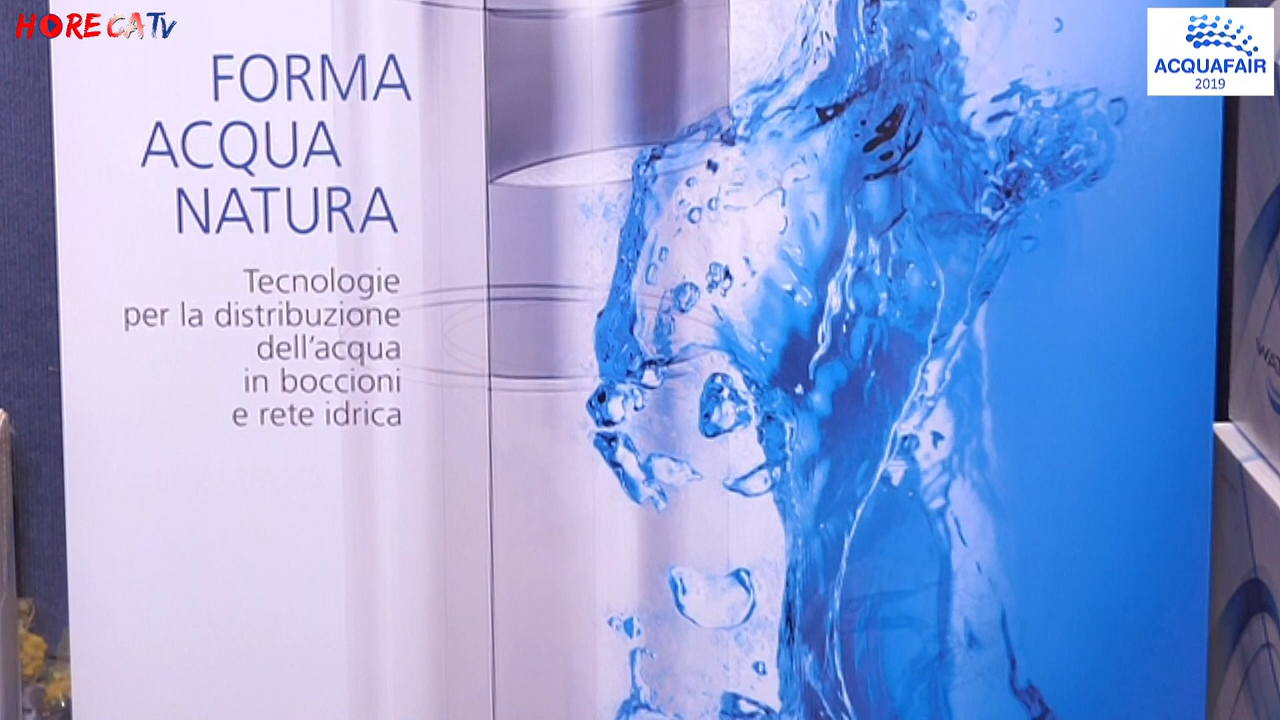 HORECATV
ACQUAFAIR
2019
FORMA
ACQUA
NATURA
Tecnologie
per la distribuzione
dell'acqua
in boccioni
e rete idrica